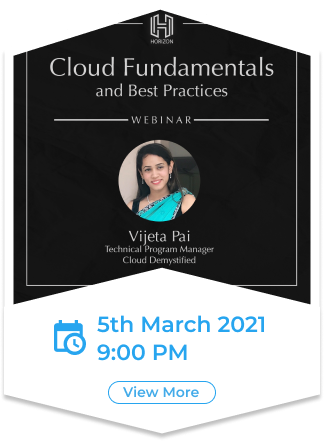 HORIZON
Cloud Fundamentals
and Best Practices
WEBINAR
Vijeta Pai
Technical Program Manager
Cloud Demystified
5th March 2021
9:00 PM
View More